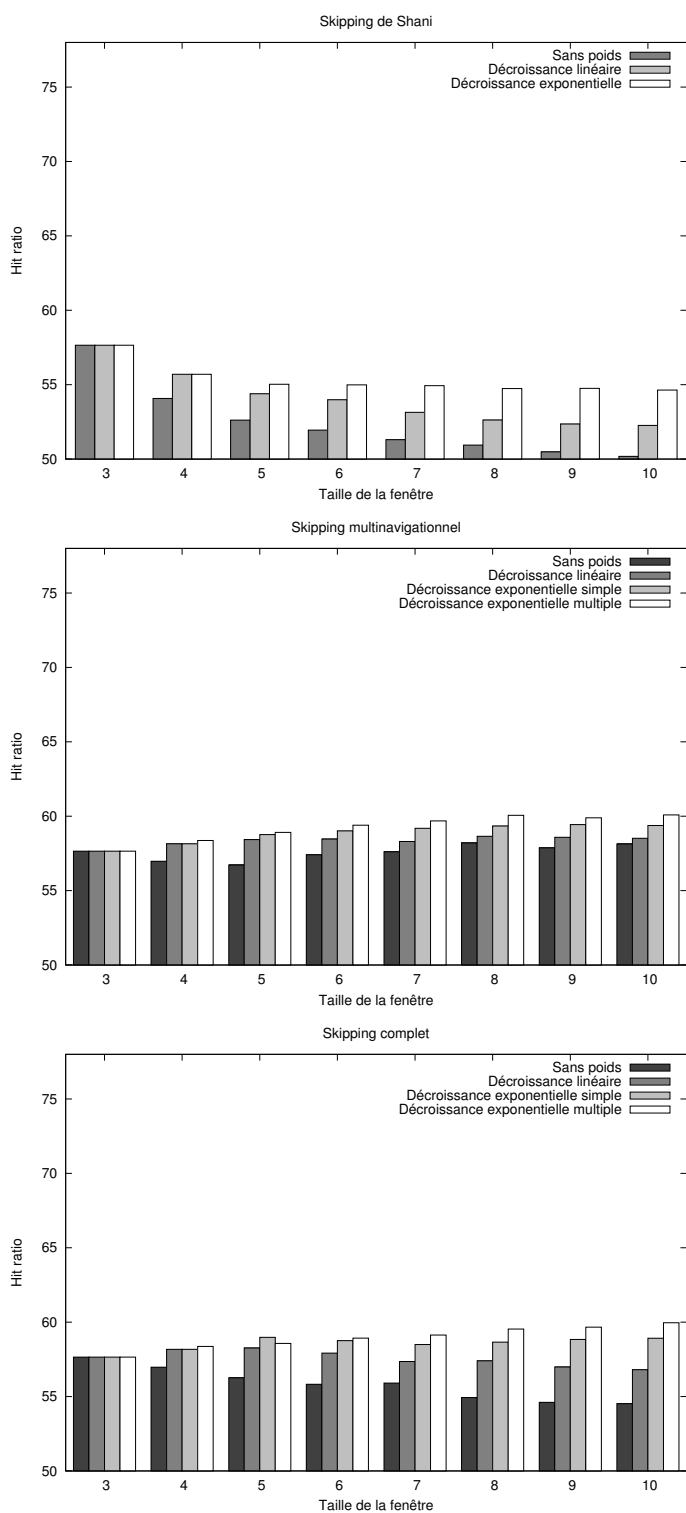 Skipping de Shani
Sans poids
Décroissance linéaire
Décroissance exponentielle
75
70
65
60
55
50
Hit ratio
3 4 5 6 7 8 9 10
Taille de la fenêtre
Skipping multinavigationnel
Sans poids
Décroissance linéaire
Décroissance exponentielle simple
Décroissance exponentielle multiple
75
70
65
60
55
50
Hit ratio
3 4 5 6 7 8 9 10
Taille de la fenêtre
Skipping complet
Sans poids
Décroissance linéaire
Décroissance exponentielle simple
Décroissance exponentielle multiple
75
70
65
60
55
50
Hit ratio
3 4 5 6 7 8 9 10
Taille de la fenêtre